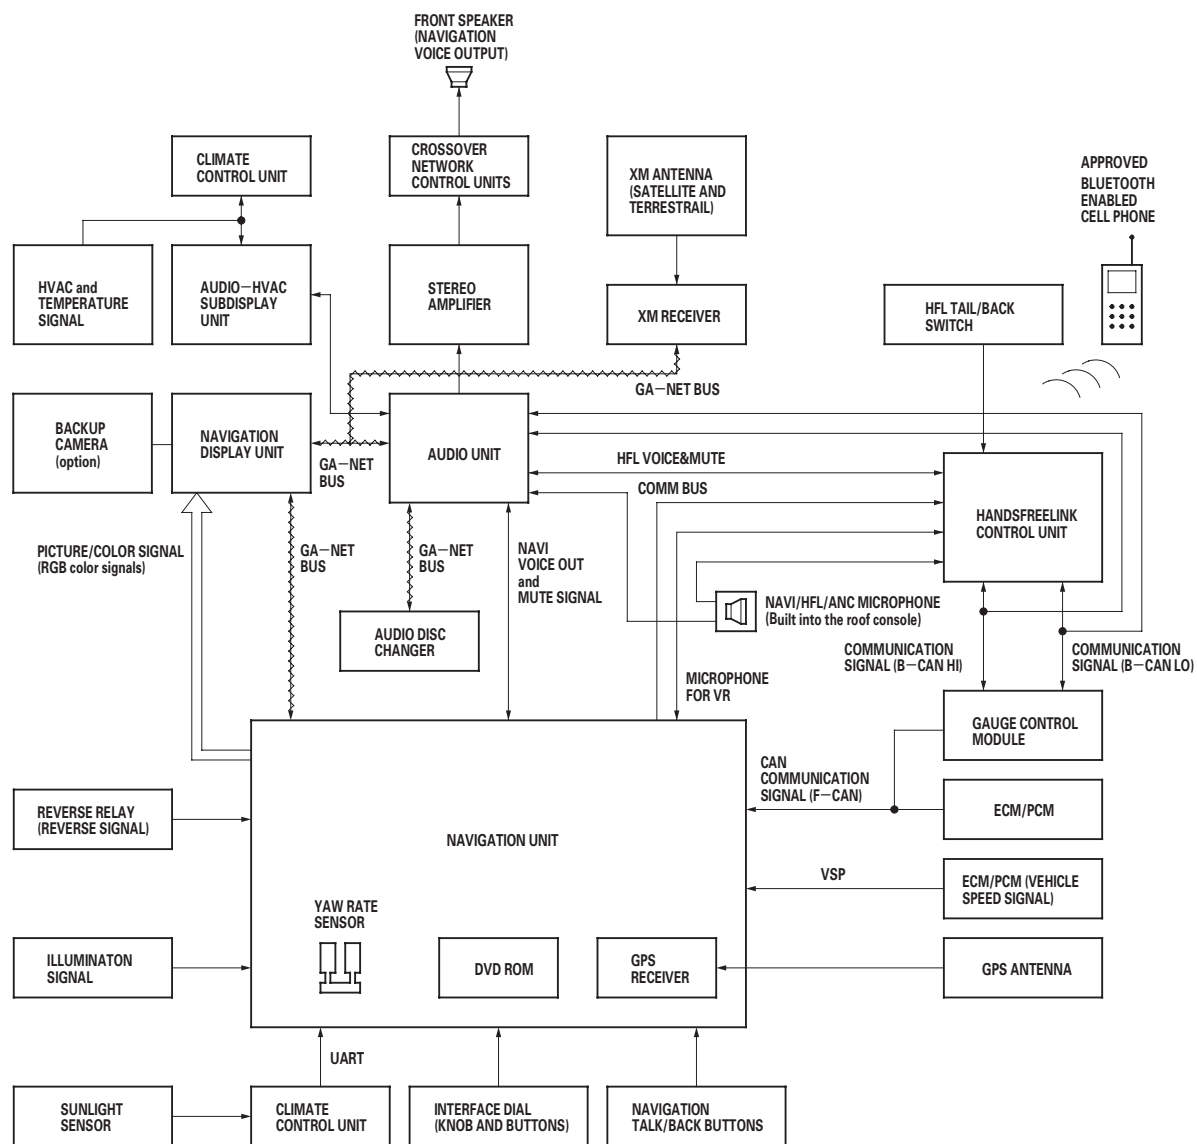 FRONT SPEAKER
(NAVIGATION
VOICE OUTPUT)
CLIMATE
CONTROL UNIT
CROSSOVER
NETWORK
CONTROL UNITS
XM ANTENNA
(SATELLITE AND
TERRESTRAIL)
APPROVED
BLUETOOTH
ENABLED
CELL PHONE
HVAC and
TEMPERATURE
SIGNAL
AUDIO-HVAC
SUBDISPLAY
UNIT
STEREO
AMPLIFIER
XM RECEIVER
HFL TAIL/BACK
SWITCH
GA-NET BUS
BACKUP
CAMERA
(option)
NAVIGATION
DISPLAY UNIT
GA-NET
BUS
AUDIO UNIT
HFL VOICE&MUTE
COMM BUS
HANDSFREELINK
CONTROL UNIT
PICTURE/COLOR SIGNAL
(RGB color signals)
GA-NET
BUS
GA-NET
BUS
NAVI
VOICE OUT
and
MUTE SIGNAL
NAVI/HFL/ANC MICROPHONE
(Built into the roof console)
AUDIO DISC
CHANGER
COMMUNICATION
SIGNAL (B-CAN HI)
COMMUNICATION
SIGNAL (B-CAN LO)
MICROPHONE
FOR VR
GAUGE CONTROL
MODULE
CAN
COMMUNICATION
SIGNAL (F-CAN)
REVERSE RELAY
(REVERSE SIGNAL)
ECM/PCM
NAVIGATION UNIT
VSP
ECM/PCM (VEHICLE
SPEED SIGNAL)
YAW RATE
SENSOR
ILLUMINATON
SIGNAL
DVD ROM
GPS
RECEIVER
GPS ANTENNA
UART
SUNLIGHT
SENSOR
CLIMATE
CONTROL UNIT
INTERFACE DIAL
(KNOB AND BUTTONS)
NAVIGATION
TALK/BACK BUTTONS